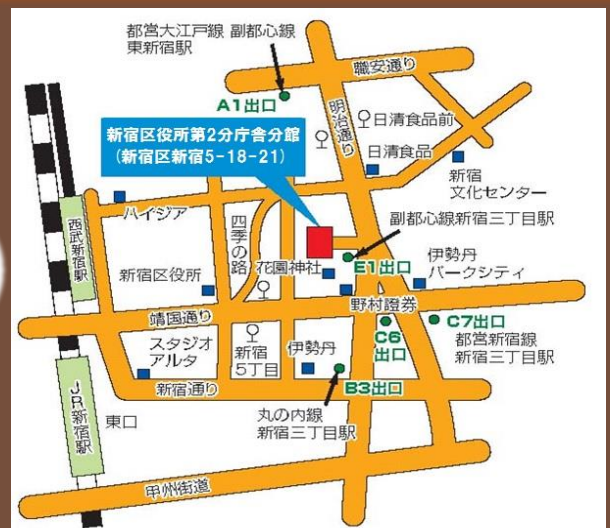 都営大江戸線 副都心線
東新宿駅
職安通り
A1出口
明治通り
日清食品前
新宿区役所第2分庁舎分館
(新宿区新宿5-18-21)
日清食品
新宿
文化センター
ハイジア
西武新宿駅
四季の路
副都心線新宿三丁目駅
花園神社
E1出口
伊勢丹
パークシティ
新宿区役所
野村證券
靖国通り
C6
出口
C7出口
都営新宿線
新宿三丁目駅
スタジオ
アルタ
新宿
5丁目
伊勢丹
新宿通り
B3出口
JR新宿駅
東口
丸の内線
新宿三丁目駅
甲州街道